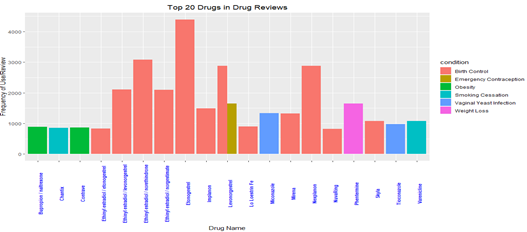 Top 20 Drugs in Drug Reviews
Frequency of Use/Review
4000
3000
2000
1000
0
Bupropion / naltrexone
Chantix
Contrave
Ethinyl estradiol / etonogestrel
Ethinyl estradiol / levonorgestrel
Ethinyl estradiol / norethindrone
Ethinyl estradiol / norgestimate
Etonogestrel
Implanon
Levonorgestrel
Lo Loestrin Fe
Miconazole
Mirena
Nexplanon
NuvaRing
Phentermine
Skyla
Tioconazole
Varenicline
Drug Name
condition
Birth Control
Emergency Contraception
Obesity
Smoking Cessation
Vaginal Yeast Infection
Weight Loss